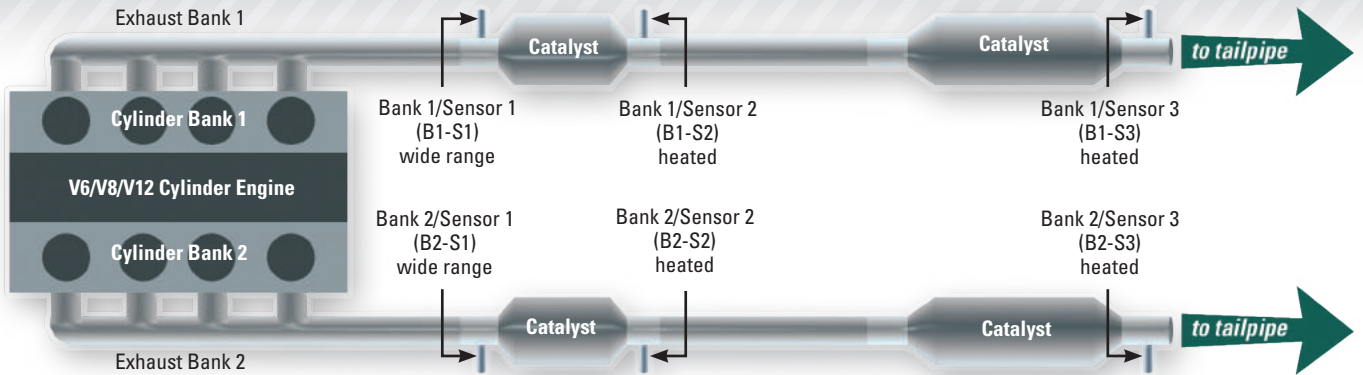 Exhaust Bank 1
Catalyst
Catalyst
to tailpipe
Cylinder Bank 1
Bank 1/Sensor 1
(B1-S1)
wide range
Bank 1/Sensor 2
(B1-S2)
heated
Bank 1/Sensor 3
(B1-S3)
heated
V6/V8/V12 Cylinder Engine
Cylinder Bank 2
Bank 2/Sensor 1
(B2-S1)
wide range
Bank 2/Sensor 2
(B2-S2)
heated
Bank 2/Sensor 3
(B2-S3)
heated
Catalyst
Catalyst
to tailpipe
Exhaust Bank 2